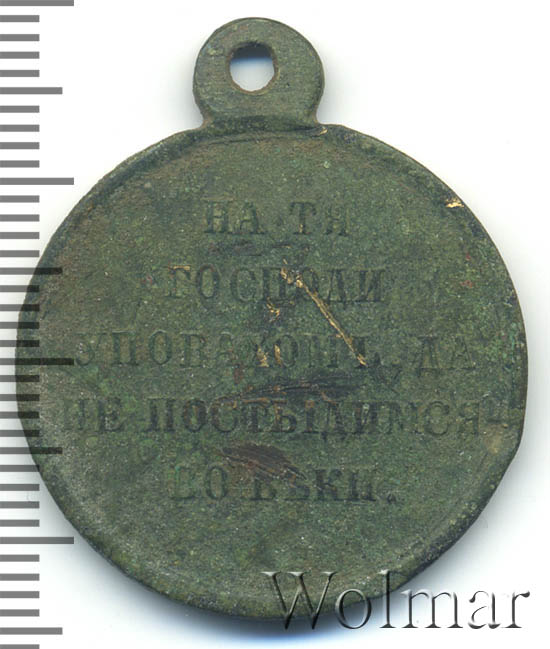 НА ТЯ
ГОСПОДИ
УПОВАХОМЪ, ДА
НЕ ПОСТЫДИМСЯ
ВО ВѢКИ.
Wolmar